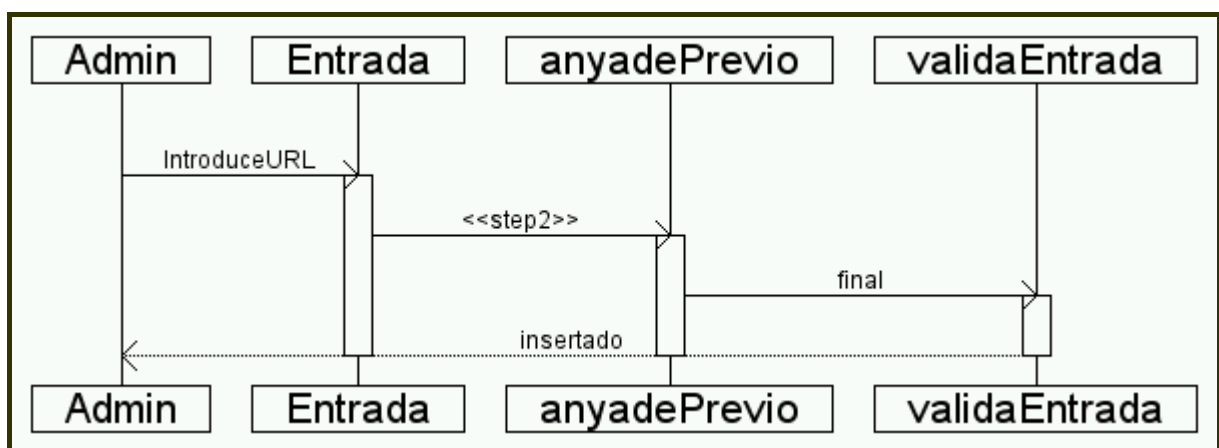 Admin Entrada anyadePrevio validaEntrada
IntroduceURL
<<step2>>
final
insertado
Admin Entrada anyadePrevio validaEntrada